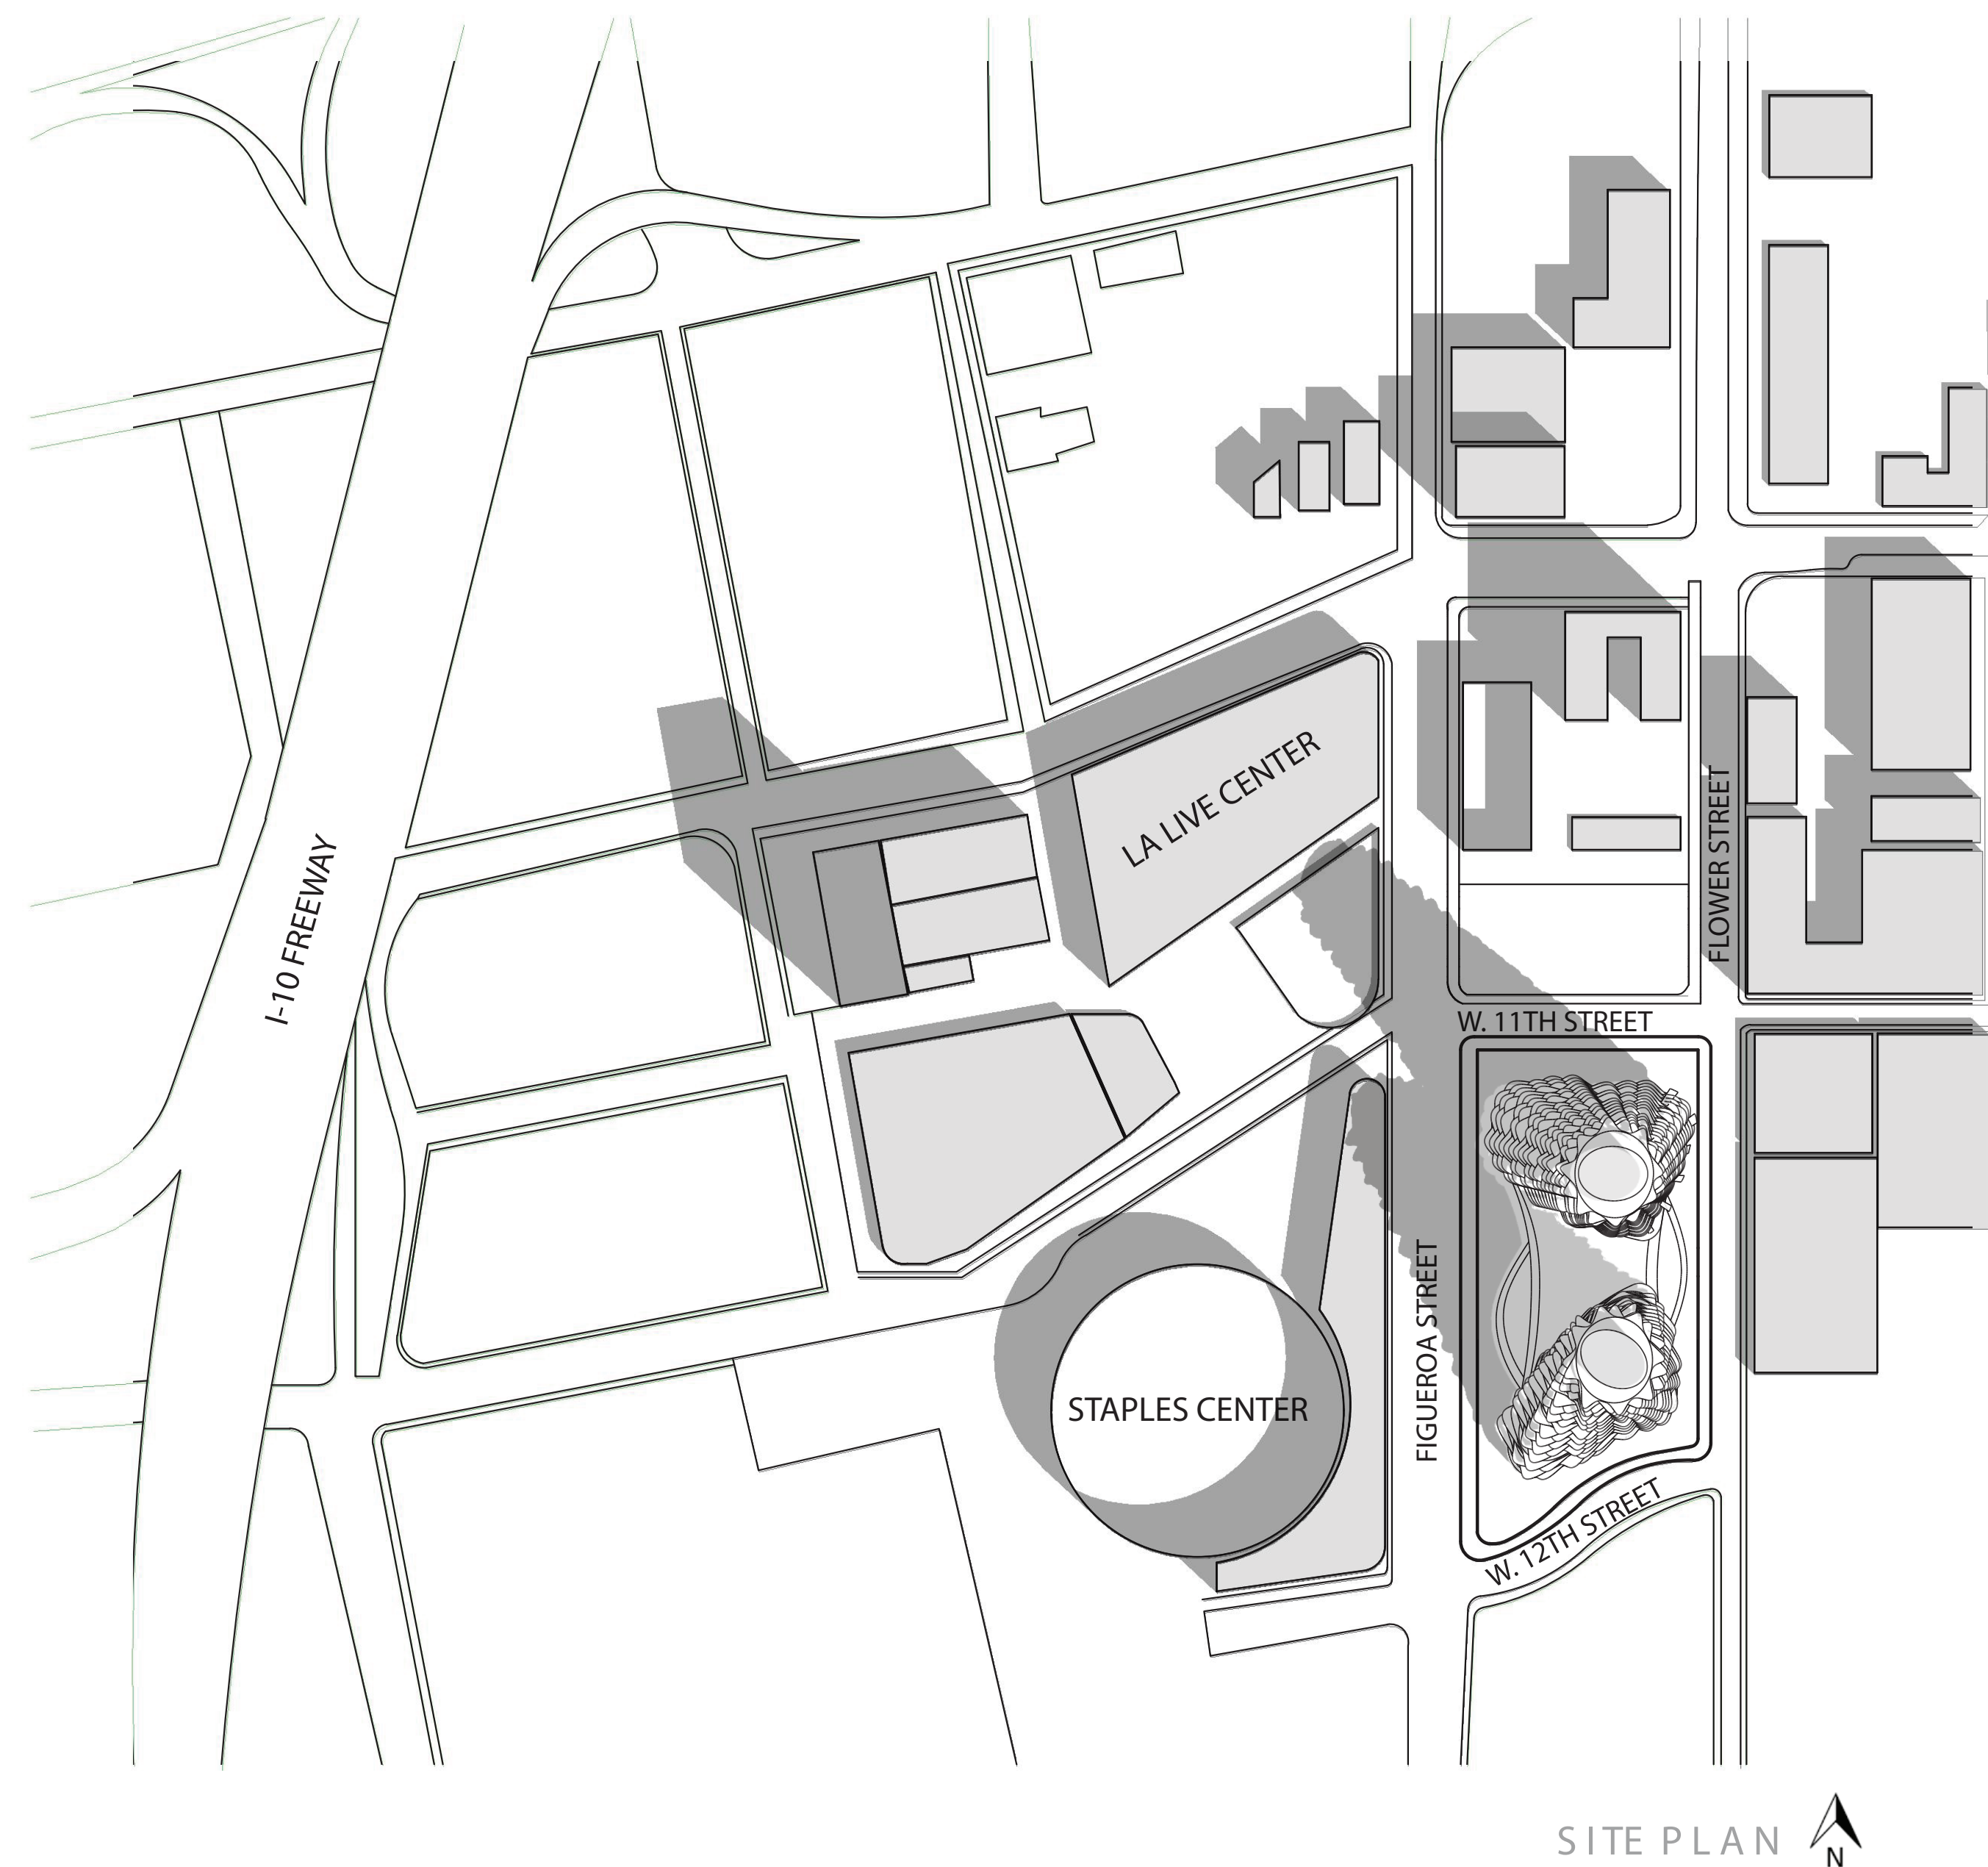 LA LIVE CENTER
FLOWER STREET
I-10 FREEWAY
W. 11TH STREET
STAPLES CENTER
FIGUEROA STREET
W. 12TH STREET
SITE PLAN
N